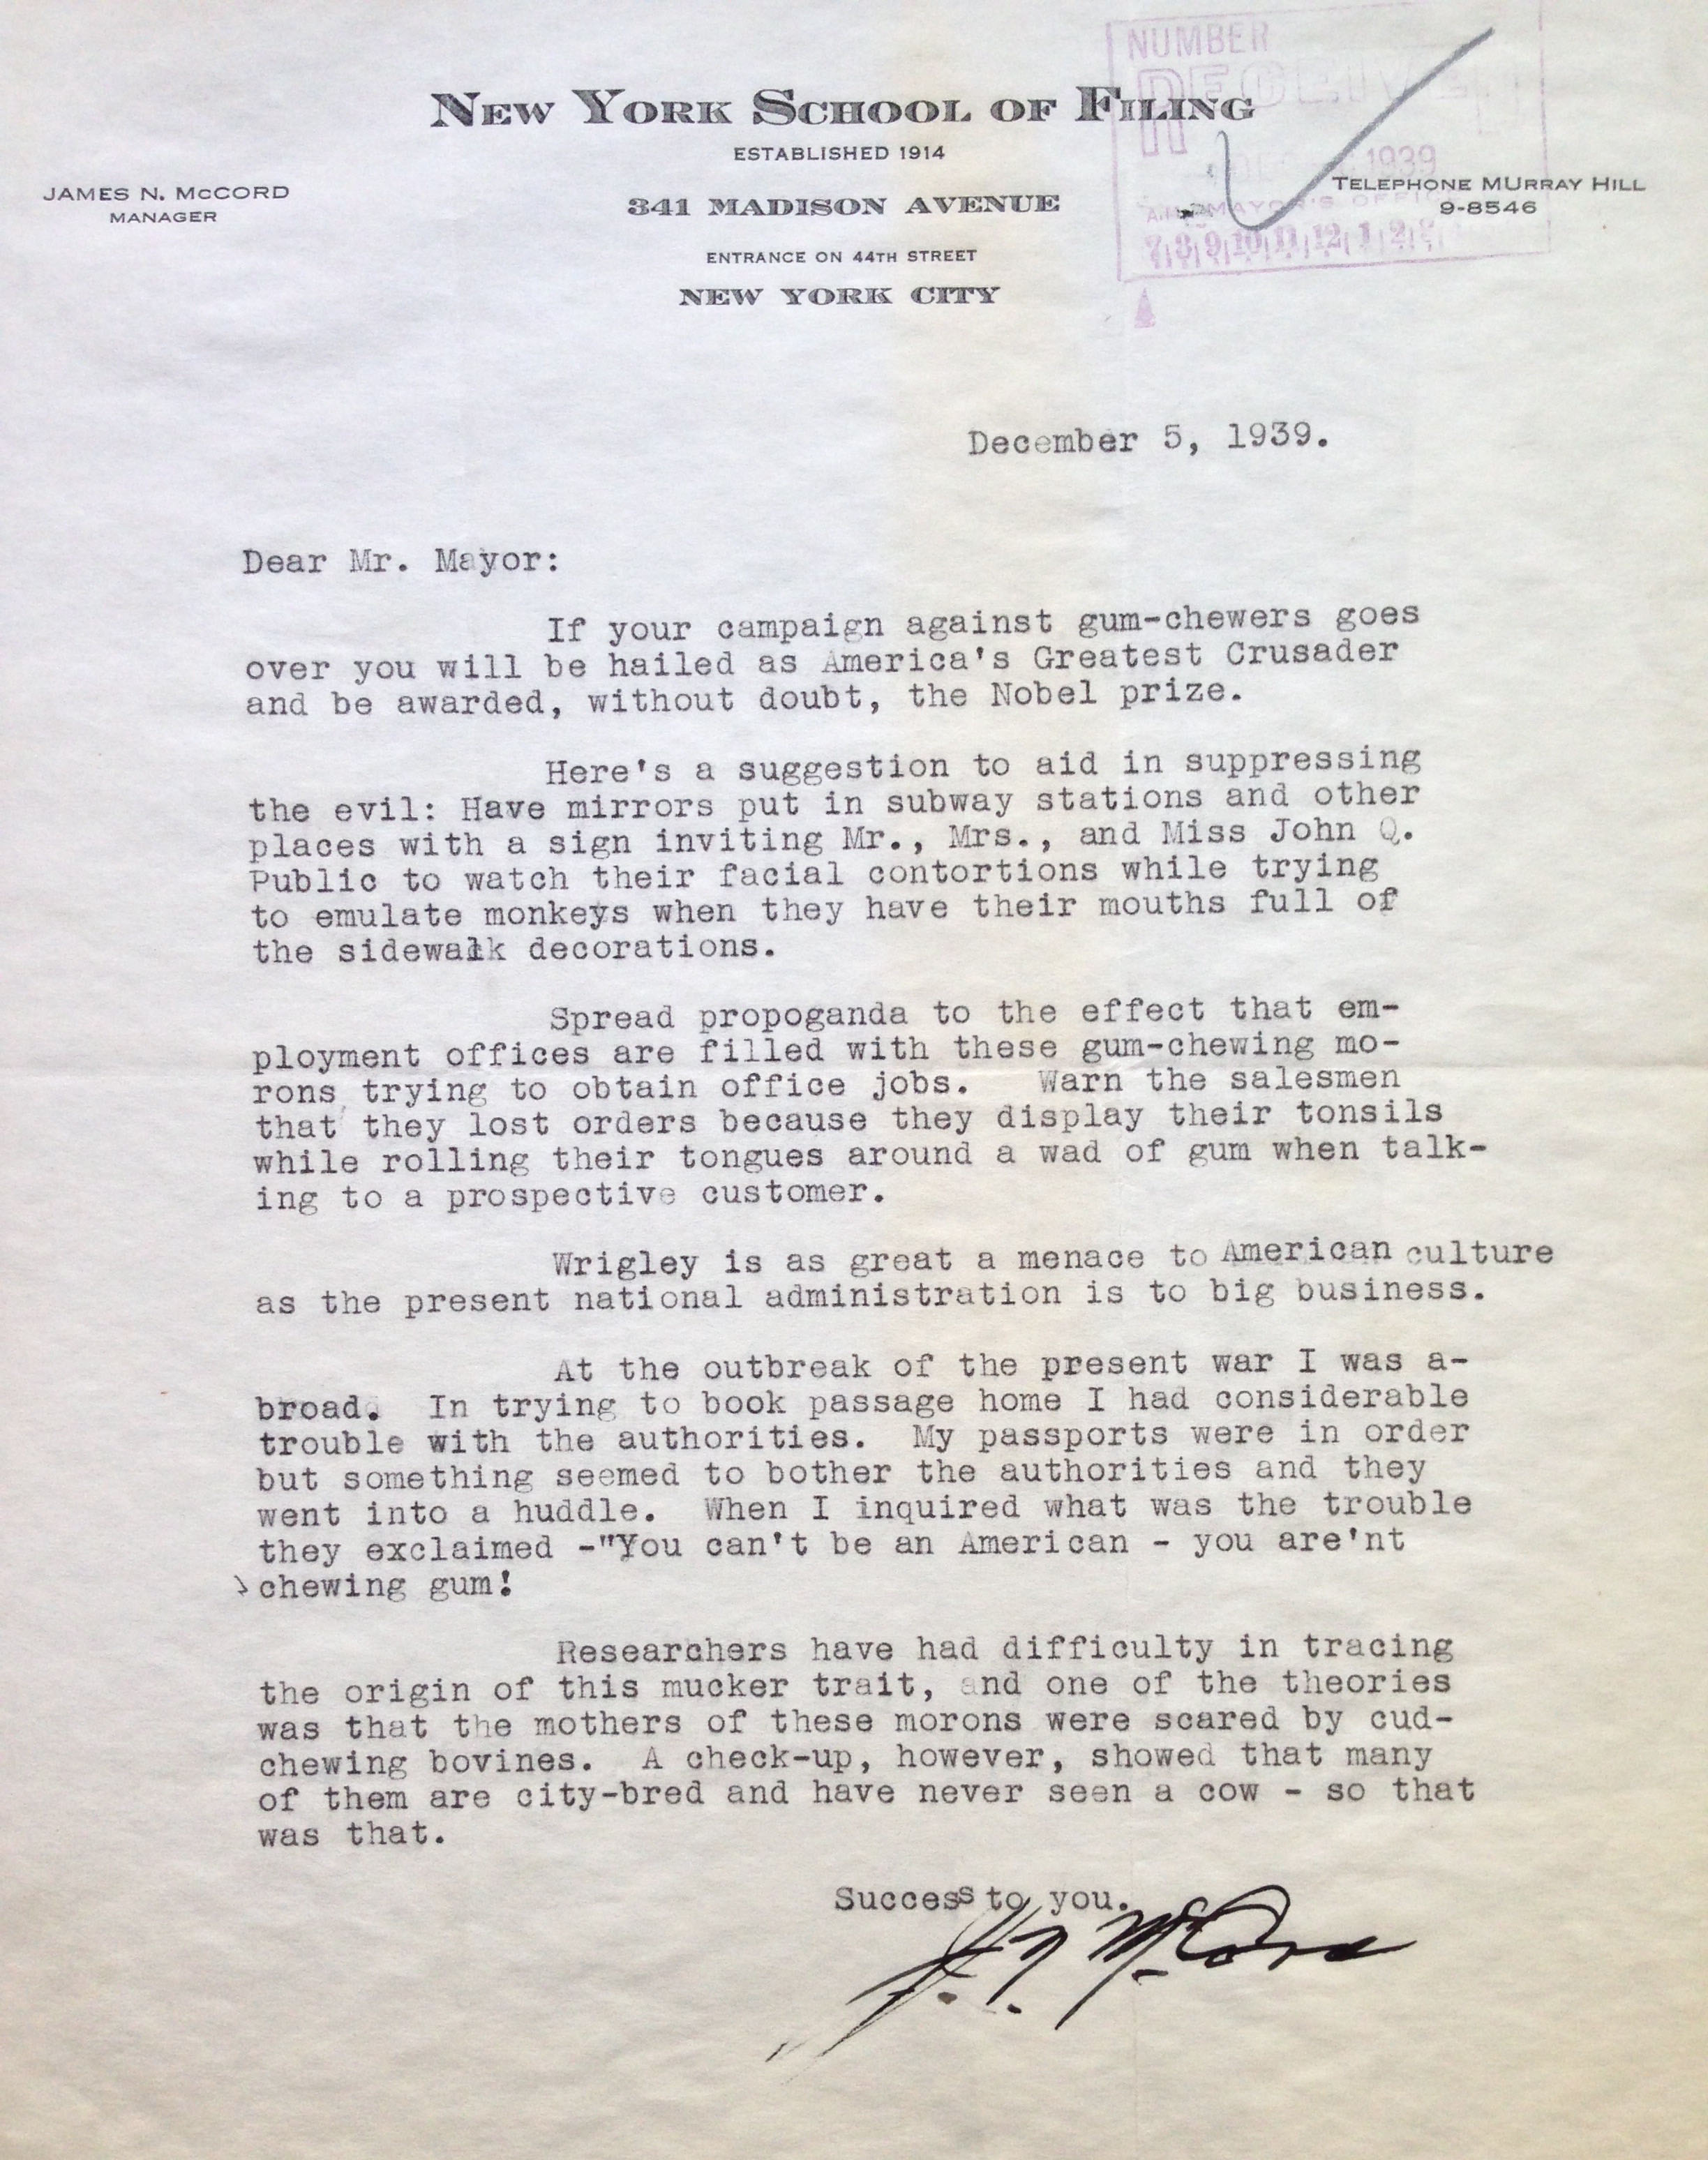 NUMBER
RECEIVED
NEW YORK SCHOOL OF FILING
ESTABLISHED 1914
1939
JAMES N. McCORD
MANAGER
341 MADISON AVENUE
TELEPHONE MURRAY HILL
9-8546
MAYOR'S OFFICE
7 8 9 10 11 12 1 2
ENTRANCE ON 44TH STREET
NEW YORK CITY
December 5, 1939.
Dear Mr. Mayor:
If your campaign against gum-chewers goes
over you will be hailed as America's Greatest Crusader
and be awarded, without doubt, the Nobel prize.
Here's a suggestion to aid in suppressing
the evil: Have mirrors put in subway stations and other
places with a sign inviting Mr., Mrs., and Miss John Q.
Public to watch their facial contortions while trying
to emulate monkeys when they have their mouths full of
the sidewalk decorations.
Spread propoganda to the effect that em-
ployment offices are filled with these gum-chewing mo-
rons trying to obtain office jobs. Warn the salesmen
that they lost orders because they display their tonsils
while rolling their tongues around a wad of gum when talk-
ing to a prospective customer.
Wrigley is as great a menace to American culture
as the present national administration is to big business.
At the outbreak of the present war I was a-
broad. In trying to book passage home I had considerable
trouble with the authorities. My passports were in order
but something seemed to bother the authorities and they
went into a huddle. When I inquired what was the trouble
they exclaimed -"You can't be an American - you are'nt
chewing gum!
Researchers have had difficulty in tracing
the origin of this mucker trait, and one of the theories
was that the mothers of these morons were scared by cud-
chewing bovines. A check-up, however, showed that many
of them are city-bred and have never seen a cow - so that
was that.
Success to you.
J. N. McCord